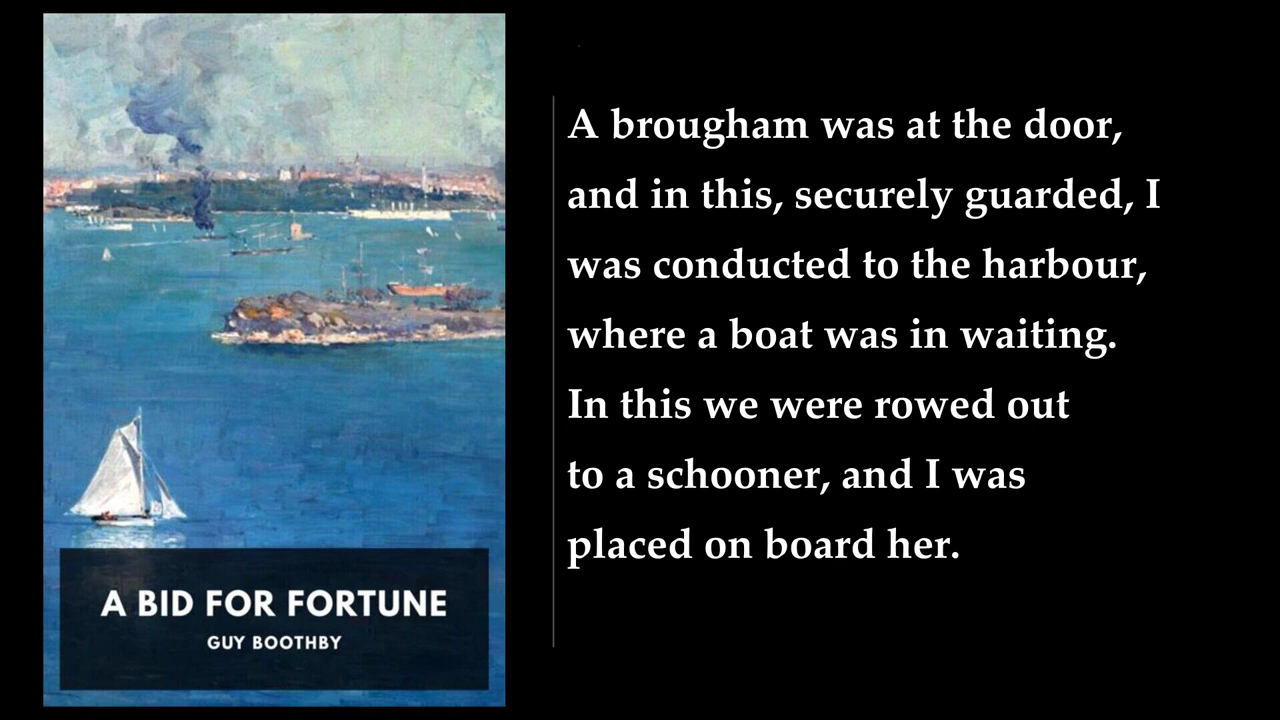 A BID FOR FORTUNE
GUY BOOTHBY
A brougham was at the door,
and in this, securely guarded, I
was conducted to the harbour,
where a boat was in waiting.
In this we were rowed out
to a schooner, and I was
placed on board her.